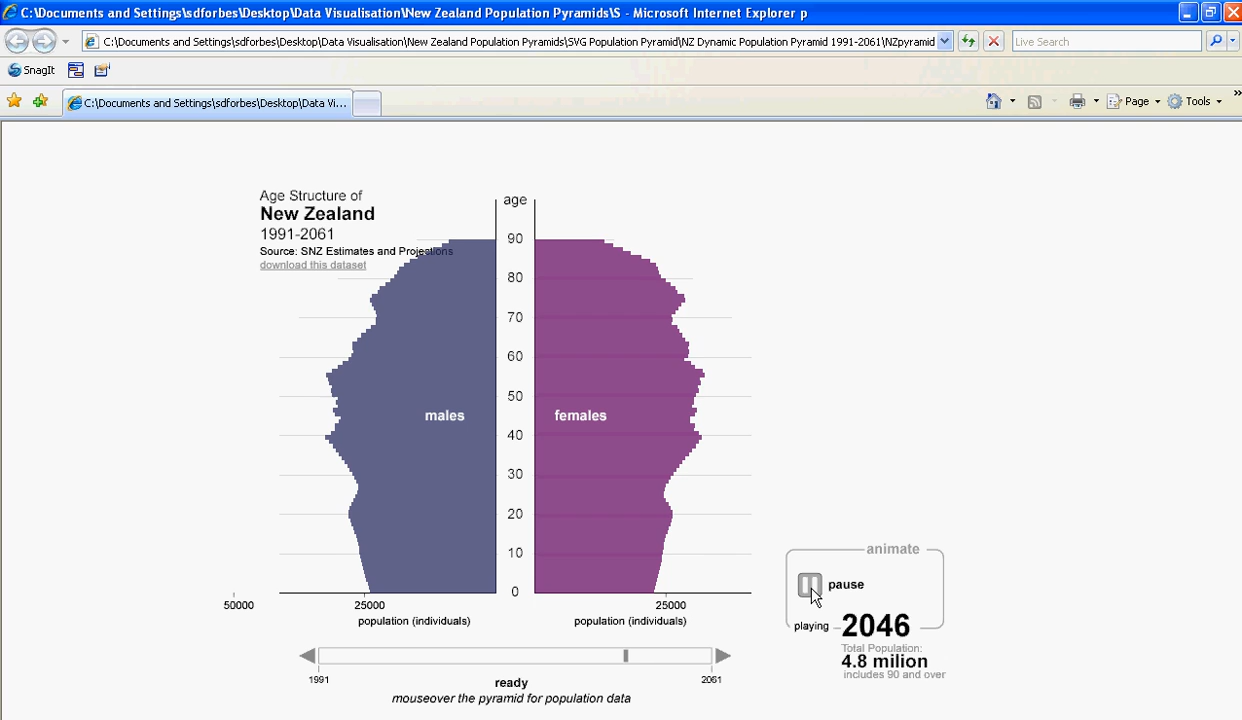 C:\Documents and Settings\sdforbes\Desktop\Data Visualisation\New Zealand Population Pyramids\S - Microsoft Internet Explorer p
C:\Documents and Settings\sdforbes\Desktop\Data Visualisation\New Zealand Population Pyramids\SVG Population Pyramid\NZ Dynamic Population Pyramid 1991-2061\NZpyramid
Live Search
SnagIt
C:\Documents and Settings\sdforbes\Desktop\Data Vi...
Page
Tools
Age Structure of
New Zealand
1991-2061
Source: SNZ Estimates and Projections
download this dataset
age
90
80
70
60
50
males
females
40
30
20
10
0
50000
25000
25000
population (individuals)
population (individuals)
animate
pause
playing
2046
Total Population:
4.8 milion
includes 90 and over
1991
2061
ready
mouseover the pyramid for population data